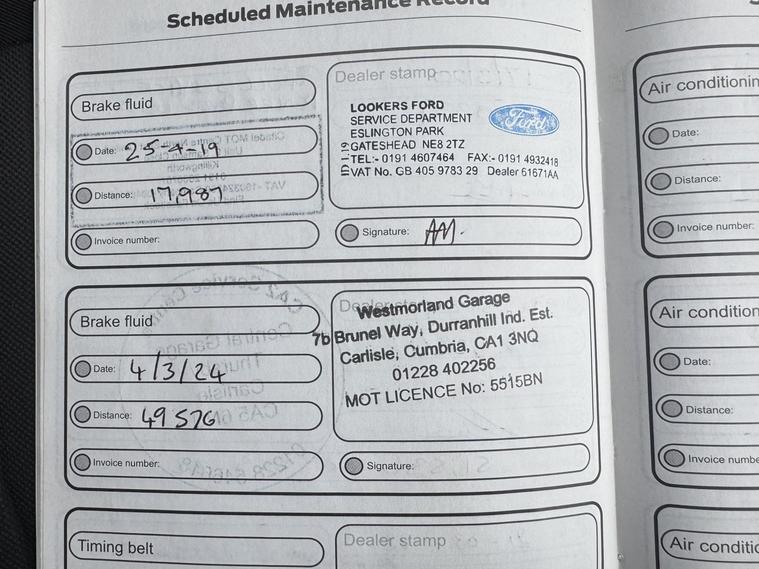 Scheduled Maintenance Record
Brake fluid
Date: 25-4-19
Distance: 17,987
Invoice number:
Dealer stamp
LOOKERS FORD
SERVICE DEPARTMENT
ESLINGTON PARK
GATESHEAD NE8 2TZ
TEL:- 0191 4607464 FAX:- 0191 4932418
VAT No. GB 405 9783 29 Dealer 61671AA
Ford
Signature: AM.
Brake fluid
Date: 4/3/24
Distance: 49576
Invoice number:
Westmorland Garage
7b Brunel Way, Durranhill Ind. Est.
Carlisle, Cumbria, CA1 3NQ
01228 402256
MOT LICENCE No: 5515BN
Signature:
Timing belt
Dealer stamp
Air conditionin
Date:
Distance:
Invoice number:
Air condition
Date:
Distance:
Invoice numbe
Air conditio